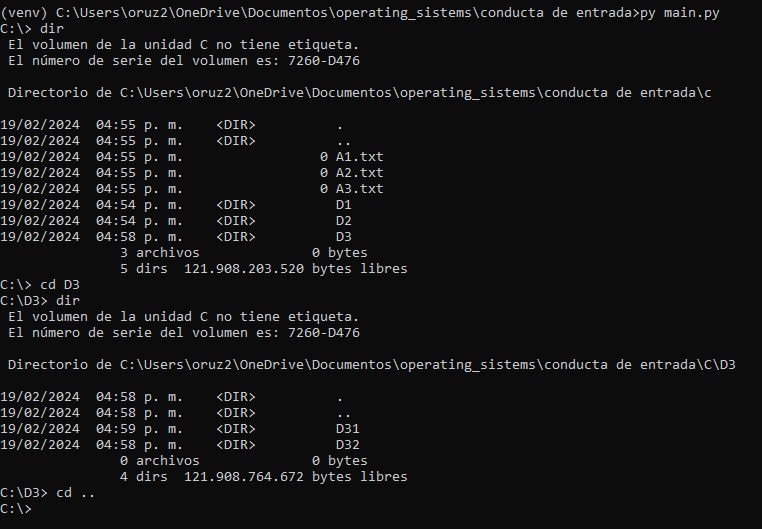 (venv) C:\Users\oruz2\OneDrive\Documentos\operating_sistems\conducta de entrada>py main.py
C:\> dir
 El volumen de la unidad C no tiene etiqueta.
 El número de serie del volumen es: 7260-D476

 Directorio de C:\Users\oruz2\OneDrive\Documentos\operating_sistems\conducta de entrada\c

19/02/2024  04:55 p. m.    <DIR>          .
19/02/2024  04:55 p. m.    <DIR>          ..
19/02/2024  04:55 p. m.                 0 A1.txt
19/02/2024  04:55 p. m.                 0 A2.txt
19/02/2024  04:55 p. m.                 0 A3.txt
19/02/2024  04:54 p. m.    <DIR>          D1
19/02/2024  04:54 p. m.    <DIR>          D2
19/02/2024  04:58 p. m.    <DIR>          D3
               3 archivos              0 bytes
               5 dirs  121.908.203.520 bytes libres
C:\> cd D3
C:\D3> dir
 El volumen de la unidad C no tiene etiqueta.
 El número de serie del volumen es: 7260-D476

 Directorio de C:\Users\oruz2\OneDrive\Documentos\operating_sistems\conducta de entrada\C\D3

19/02/2024  04:58 p. m.    <DIR>          .
19/02/2024  04:58 p. m.    <DIR>          ..
19/02/2024  04:59 p. m.    <DIR>          D31
19/02/2024  04:58 p. m.    <DIR>          D32
               0 archivos              0 bytes
               4 dirs  121.908.764.672 bytes libres
C:\D3> cd ..
C:\>